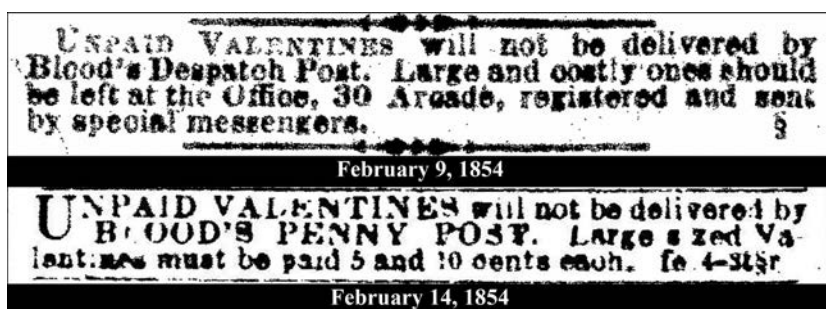 UNPAID VALENTINES will not be delivered by
Blood's Despatch Post. Large and costly ones should
be left at the Office, 30 Arcade, registered and sent
by special messengers. §
February 9, 1854
UNPAID VALENTINES will not be delivered by
BLOOD'S PENNY POST. Large sized Va-
lentines must be paid 5 and 10 cents each.
February 14, 1854